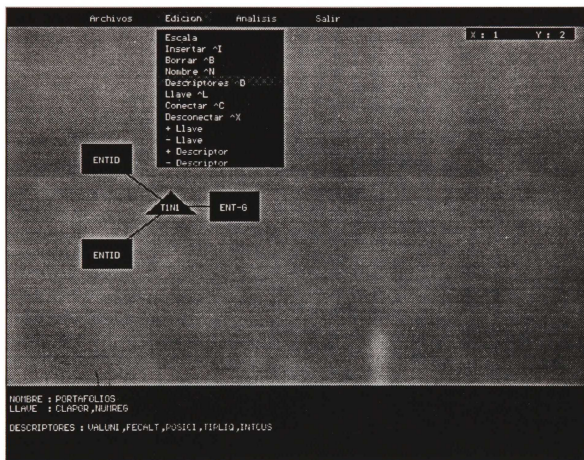 Archivos Edicion Analisis Salir
X : 1 Y : 2
Escala
Insertar ^I
Borrar ^B
Nombre ^N
Descriptores ^D
Llave ^L
Conectar ^C
Desconectar ^X
+ Llave
- Llave
+ Descriptor
- Descriptor
ENTID
T1N1 ENT-G
ENTID
NOMBRE : PORTAFOLIOS
LLAVE : CLAPOR,NUMREG
DESCRIPTORES : VALUNI,FECALT,POSICI,TIPLIQ,INTCUS